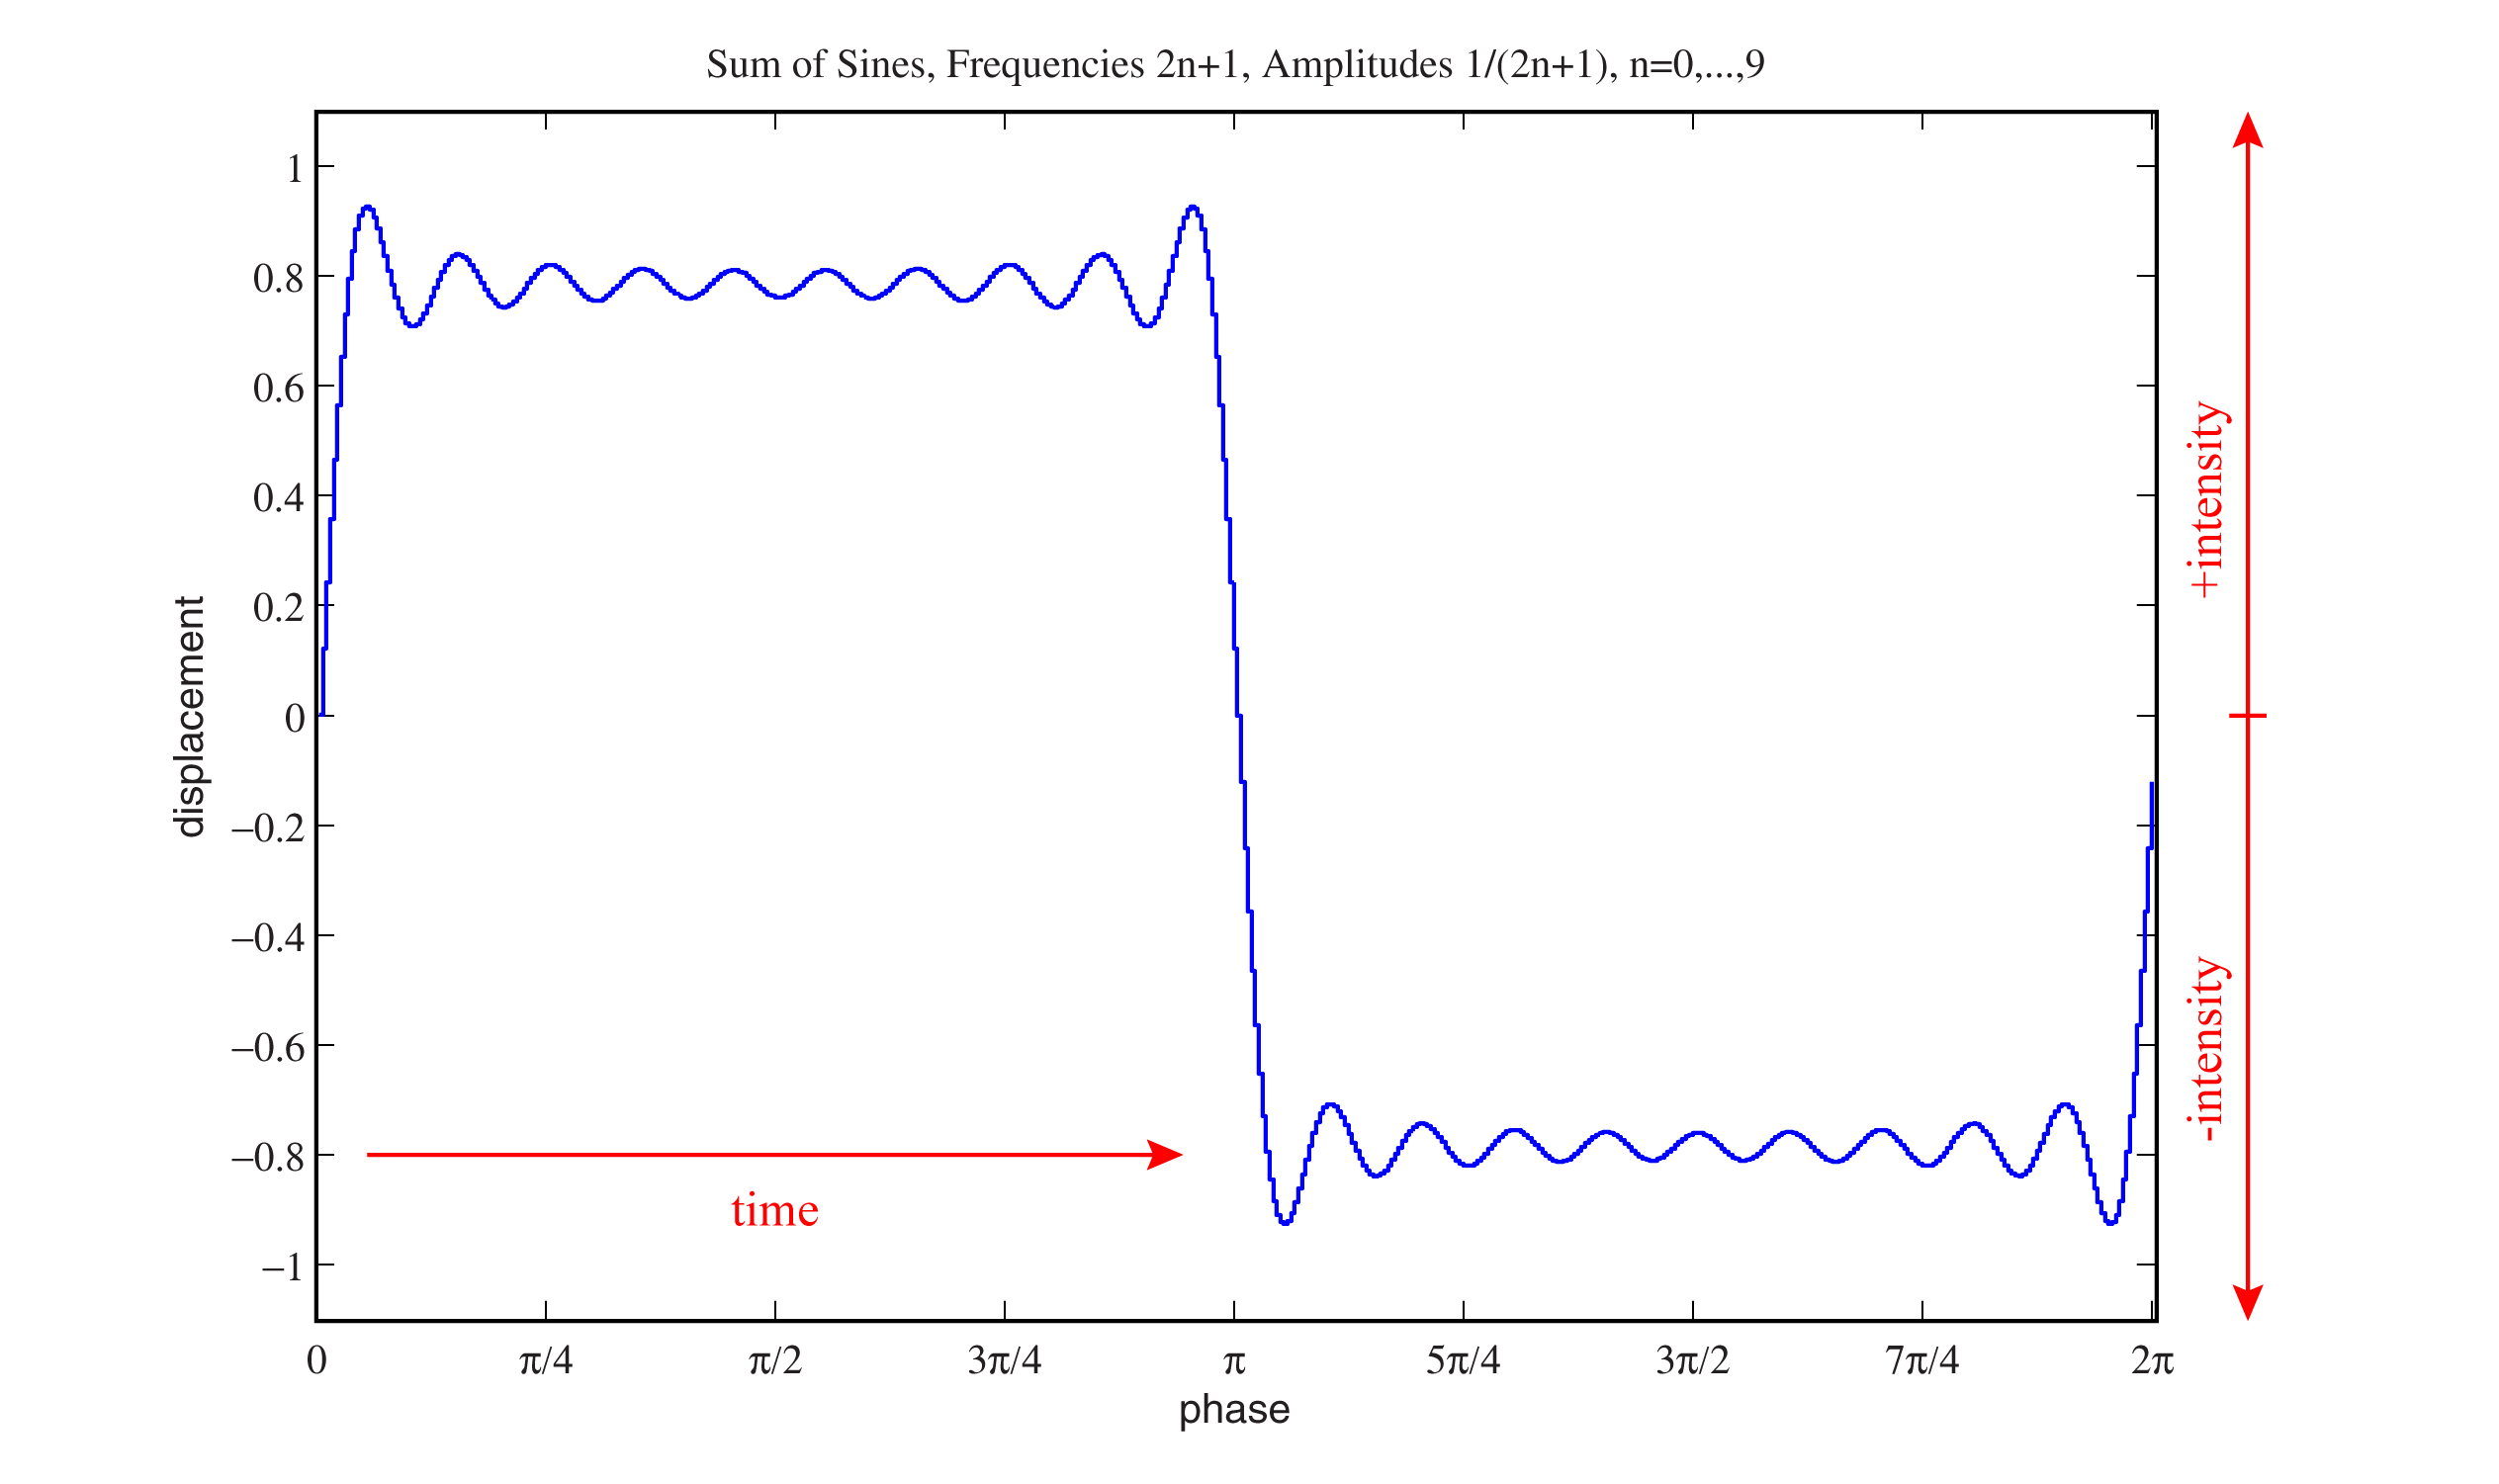 Sum of Sines, Frequencies 2n+1, Amplitudes 1/(2n+1), n=0,...,9
1
0.8
0.6
0.4
0.2
0
−0.2
−0.4
−0.6
−0.8
−1
displacement
+intensity
-intensity
time
0 π/4 π/2 3π/4 π 5π/4 3π/2 7π/4 2π
phase